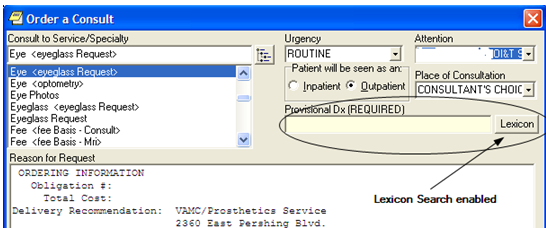 Order a Consult
Consult to Service/Specialty
Urgency
Attention
Eye <eyeglass Request>
ROUTINE
OI&T S
Eye <eyeglass Request>
Eye <optometry>
Eye Photos
Eyeglass <eyeglass Request>
Eyeglass Request
Fee <fee Basis - Consult>
Fee <fee Basis - Mri>
Patient will be seen as an:
Inpatient
Outpatient
Place of Consultation
CONSULTANT'S CHOIC
Provisional Dx (REQUIRED)
Lexicon
Reason for Request
Lexicon Search enabled
ORDERING INFORMATION
Obligation #:
Total Cost:
Delivery Recommendation: VAMC/Prosthetics Service
2360 East Pershing Blvd.